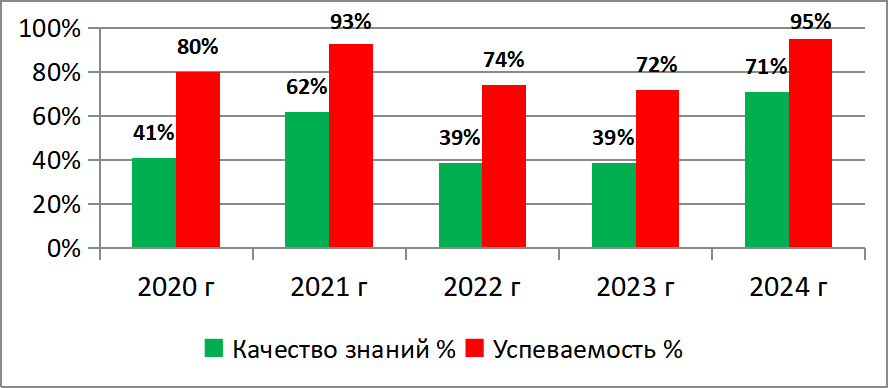 100%
80%
60%
40%
20%
0%
41%
80%
62%
93%
39%
74%
39%
72%
71%
95%
2020 г
2021 г
2022 г
2023 г
2024 г
Качество знаний %
Успеваемость %